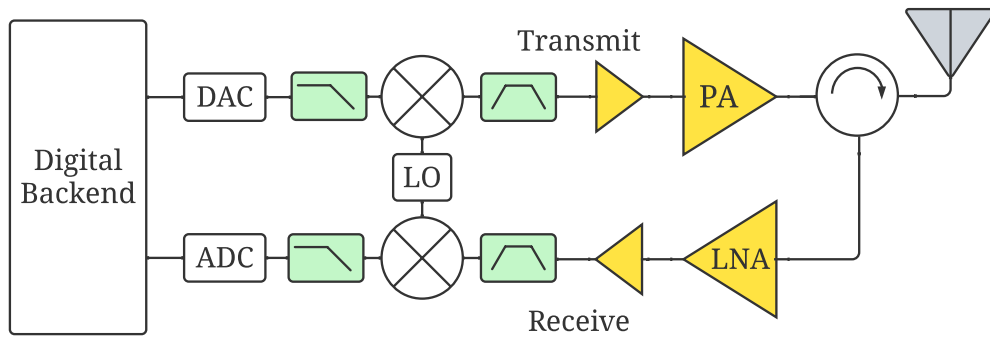 Transmit
DAC
PA
Digital
Backend
LO
ADC
LNA
Receive